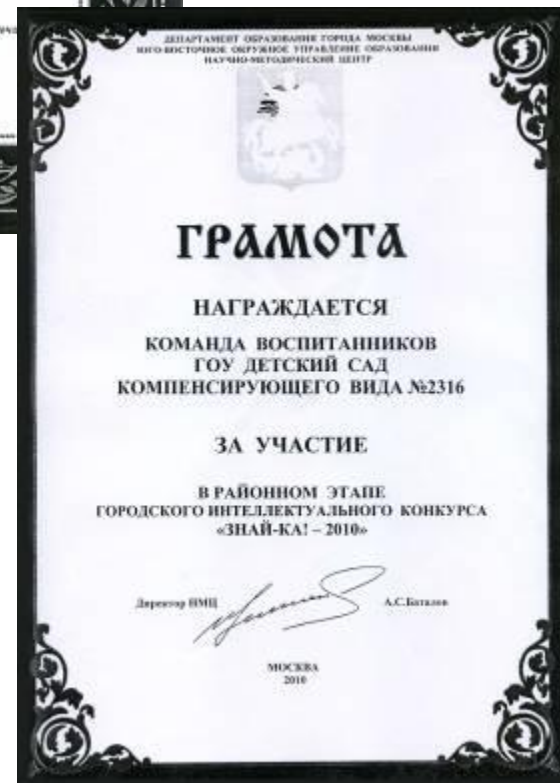 ДЕПАРТАМЕНТ ОБРАЗОВАНИЯ ГОРОДА МОСКВЫ
ЮГО-ВОСТОЧНОЕ ОКРУЖНОЕ УПРАВЛЕНИЕ ОБРАЗОВАНИЯ
НАУЧНО-МЕТОДИЧЕСКИЙ ЦЕНТР
ГРАМОТА
НАГРАЖДАЕТСЯ
КОМАНДА ВОСПИТАННИКОВ
ГОУ ДЕТСКИЙ САД
КОМПЕНСИРУЮЩЕГО ВИДА №2316
ЗА УЧАСТИЕ
В РАЙОННОМ ЭТАПЕ
ГОРОДСКОГО ИНТЕЛЛЕКТУАЛЬНОГО КОНКУРСА
«ЗНАЙ-КА! – 2010»
Директор НМЦ
МОСКВА
2010